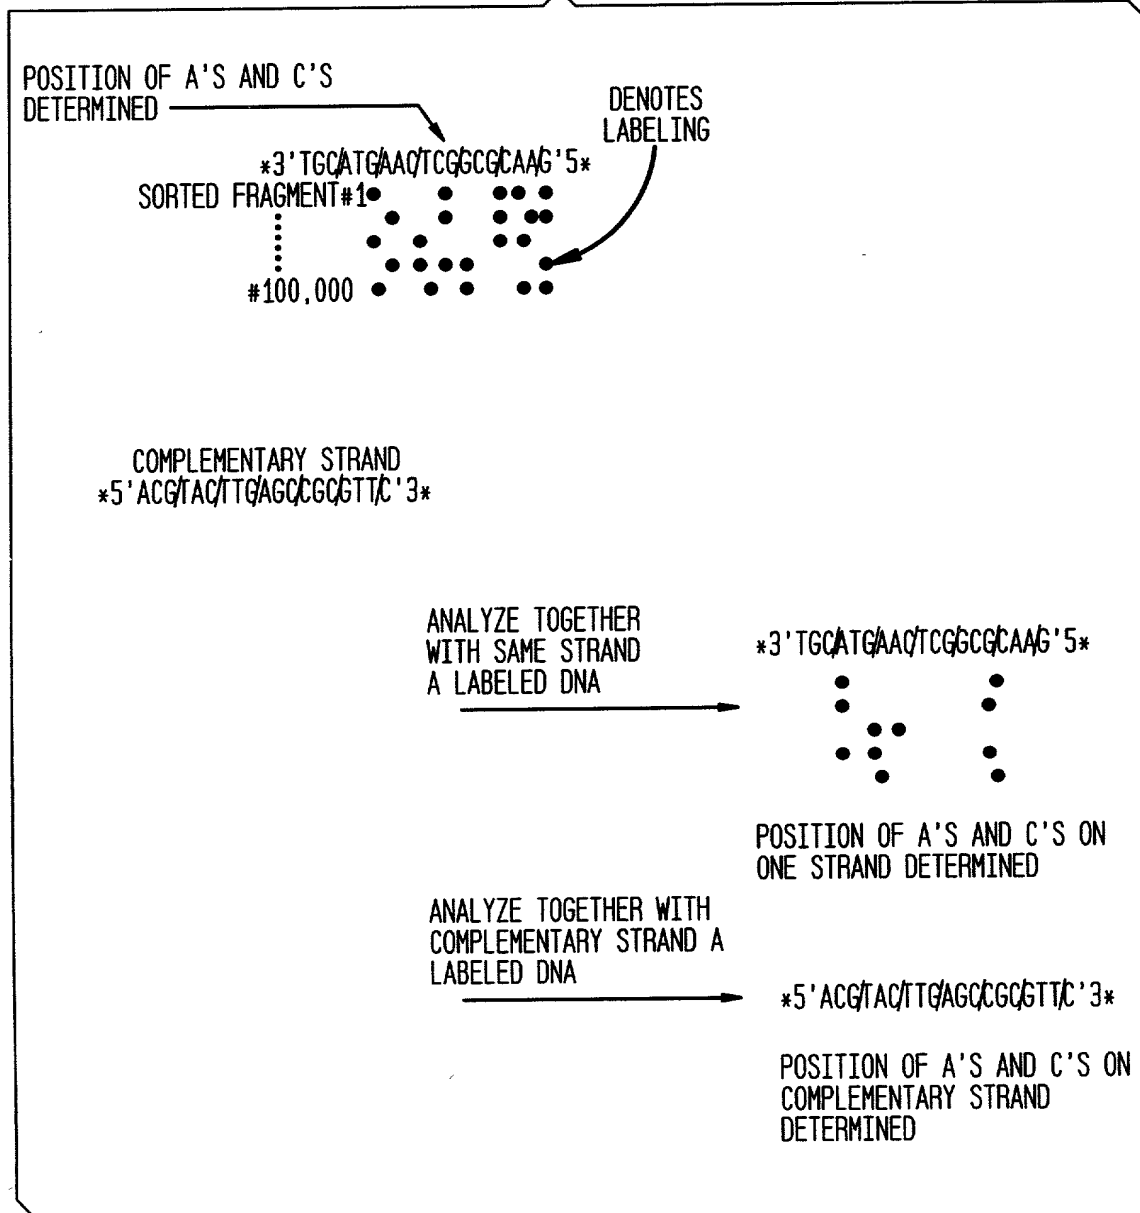 POSITION OF A'S AND C'S
DETERMINED
DENOTES
LABELING
*3'TGC/ATG/AAC/TCG/GCG/CAA/G'5*
SORTED FRAGMENT#1
#100,000
COMPLEMENTARY STRAND
*5'ACG/TAC/TTG/AGC/CGC/GTT/C'3*
ANALYZE TOGETHER
WITH SAME STRAND
A LABELED DNA
*3'TGC/ATG/AAC/TCG/GCG/CAA/G'5*
POSITION OF A'S AND C'S ON
ONE STRAND DETERMINED
ANALYZE TOGETHER WITH
COMPLEMENTARY STRAND A
LABELED DNA
*5'ACG/TAC/TTG/AGC/CGC/GTT/C'3*
POSITION OF A'S AND C'S ON
COMPLEMENTARY STRAND
DETERMINED